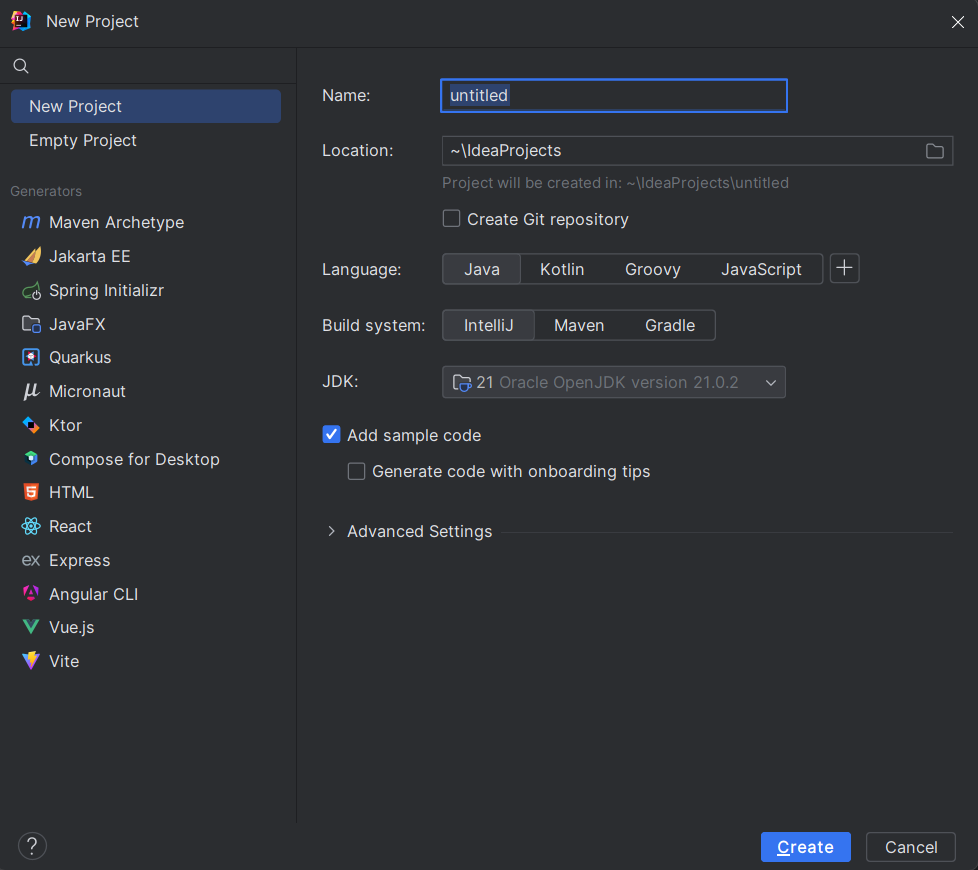 New Project
New Project
Empty Project
Generators
Maven Archetype
Jakarta EE
Spring Initializr
JavaFX
Quarkus
Micronaut
Ktor
Compose for Desktop
HTML
React
ex Express
Angular CLI
Vue.js
Vite
Name: untitled
Location: ~\IdeaProjects
Project will be created in: ~\IdeaProjects\untitled
Create Git repository
Language: Java Kotlin Groovy JavaScript
Build system: IntelliJ Maven Gradle
JDK: 21 Oracle OpenJDK version 21.0.2
Add sample code
Generate code with onboarding tips
Advanced Settings
? Create Cancel